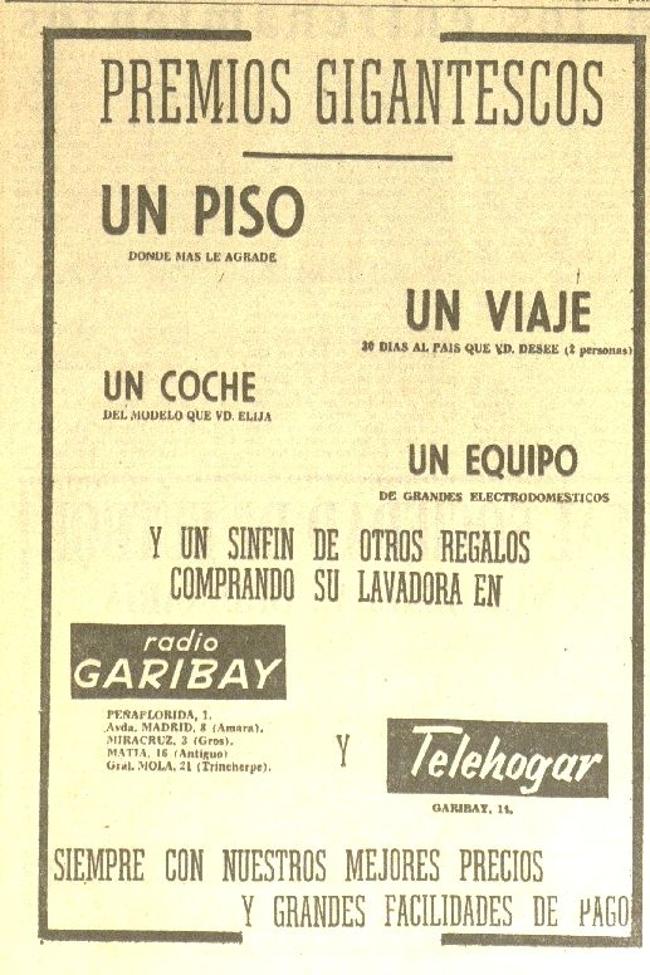 PREMIOS GIGANTESCOS
UN PISO
DONDE MAS LE AGRADE
UN VIAJE
30 DIAS AL PAIS QUE VD. DESEE (2 personas)
UN COCHE
DEL MODELO QUE VD. ELIJA
UN EQUIPO
DE GRANDES ELECTRODOMESTICOS
Y UN SINFIN DE OTROS REGALOS
COMPRANDO SU LAVADORA EN
radio
GARIBAY
PEÑAFLORIDA, 1.
Avda. MADRID, 8 (Amara).
MIRACRUZ, 3 (Gros).
MATIA, 16 (Antiguo)
Gral. MOLA, 21 (Trincherpe).
Y
Telehogar
GARIBAY, 14.
SIEMPRE CON NUESTROS MEJORES PRECIOS
Y GRANDES FACILIDADES DE PAGO